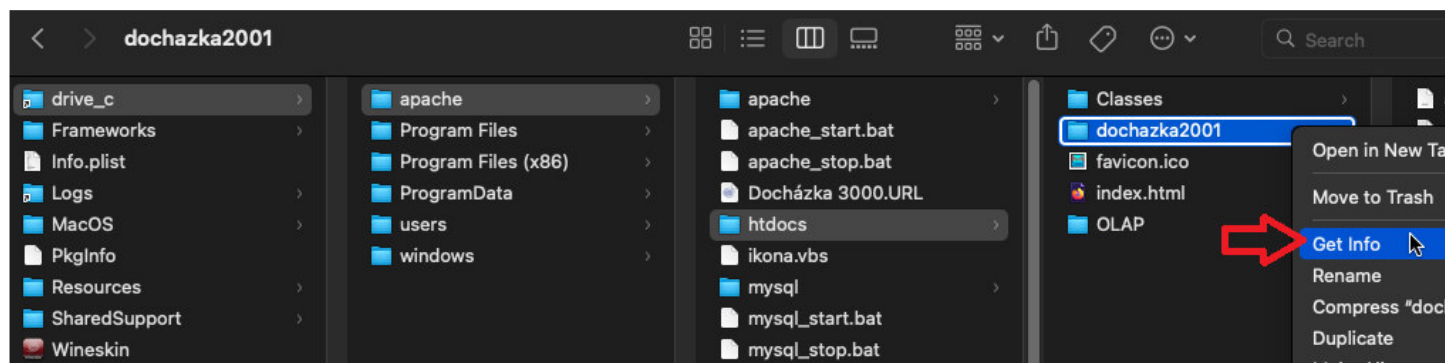 dochazka2001
Search
drive_c
Frameworks
Info.plist
Logs
MacOS
PkgInfo
Resources
SharedSupport
Wineskin
apache
Program Files
Program Files (x86)
ProgramData
users
windows
apache
apache_start.bat
apache_stop.bat
Docházka 3000.URL
htdocs
ikona.vbs
mysql
mysql_start.bat
mysql_stop.bat
Classes
dochazka2001
favicon.ico
index.html
OLAP
Open in New Ta
Move to Trash
Get Info
Rename
Compress "doc
Duplicate